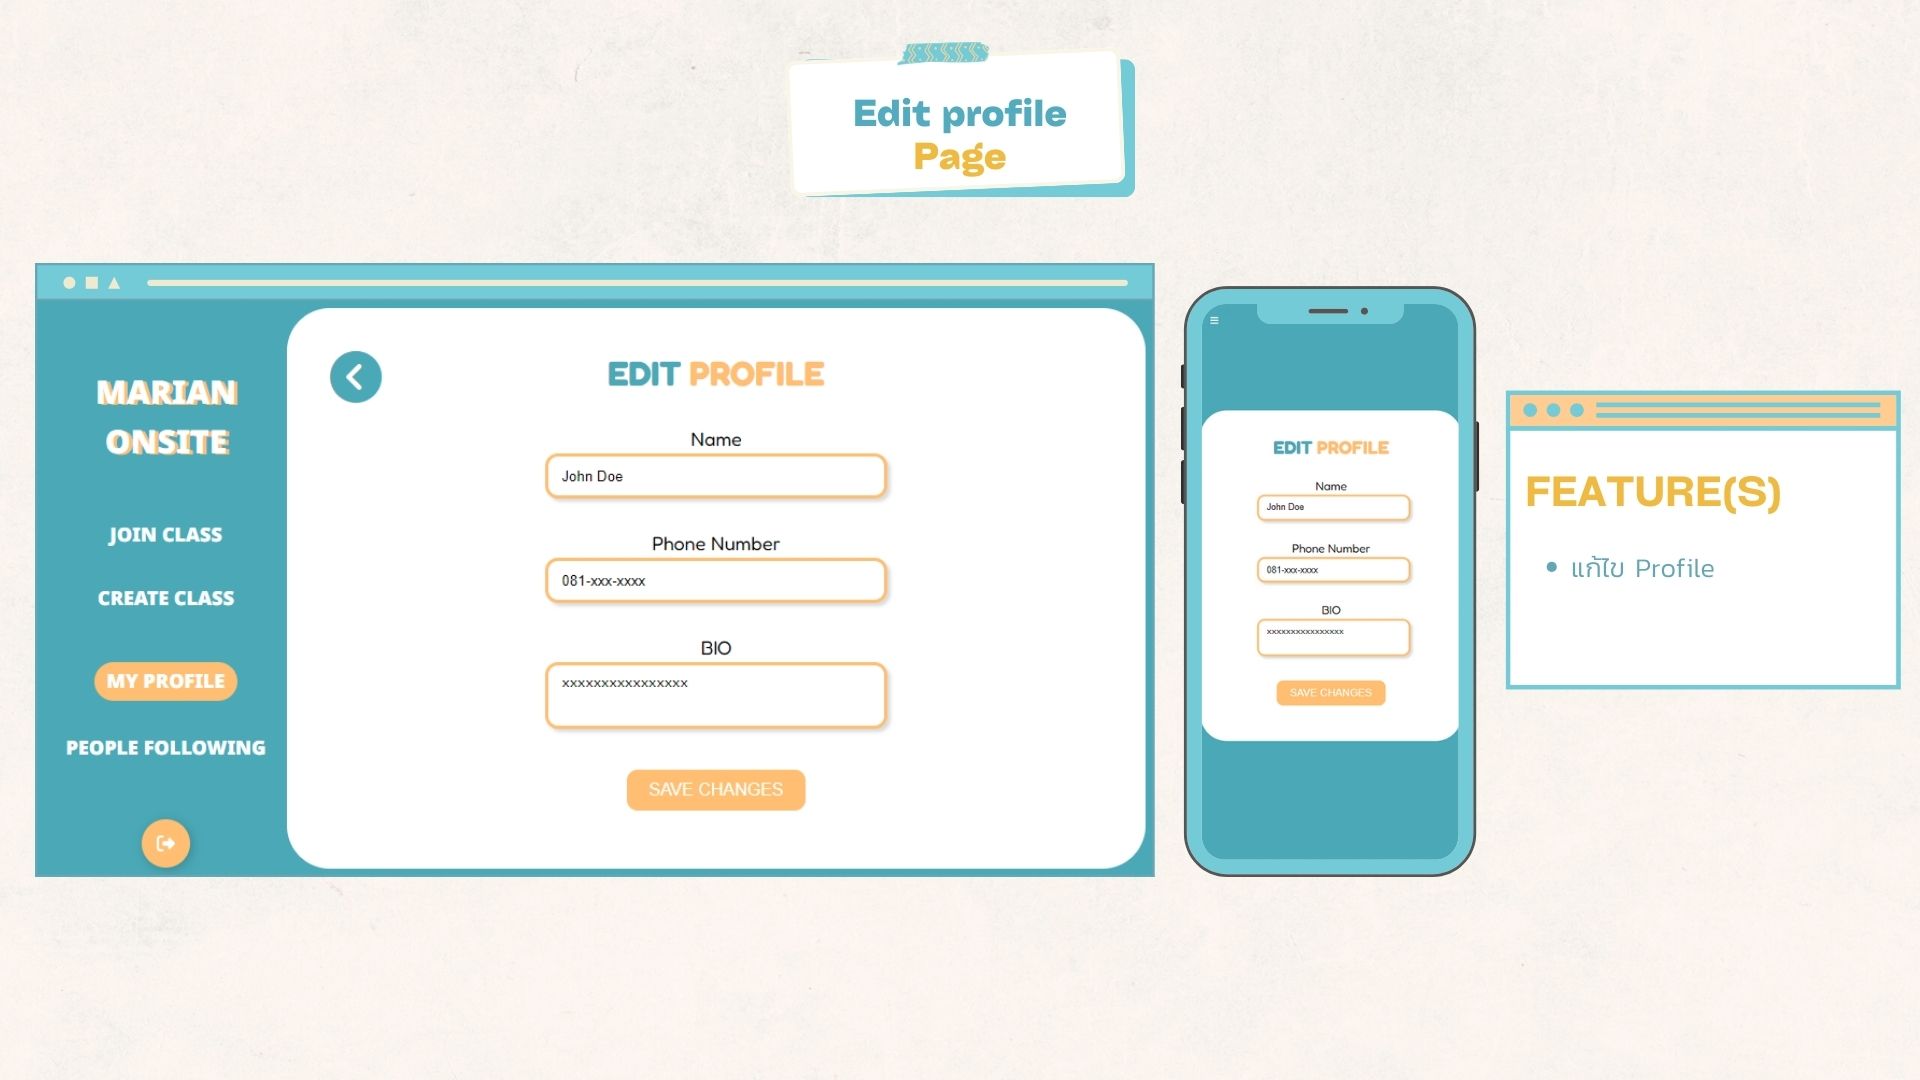 Edit profile
Page
MARIAN
ONSITE
JOIN CLASS
CREATE CLASS
MY PROFILE
PEOPLE FOLLOWING
EDIT PROFILE
Name
John Doe
Phone Number
081-xxx-xxxx
BIO
xxxxxxxxxxxxxxxx
SAVE CHANGES
EDIT PROFILE
Name
John Doe
Phone Number
081-xxx-xxxx
BIO
xxxxxxxxxxxxxxxx
SAVE CHANGES
FEATURE(S)
• แก้ไข Profile